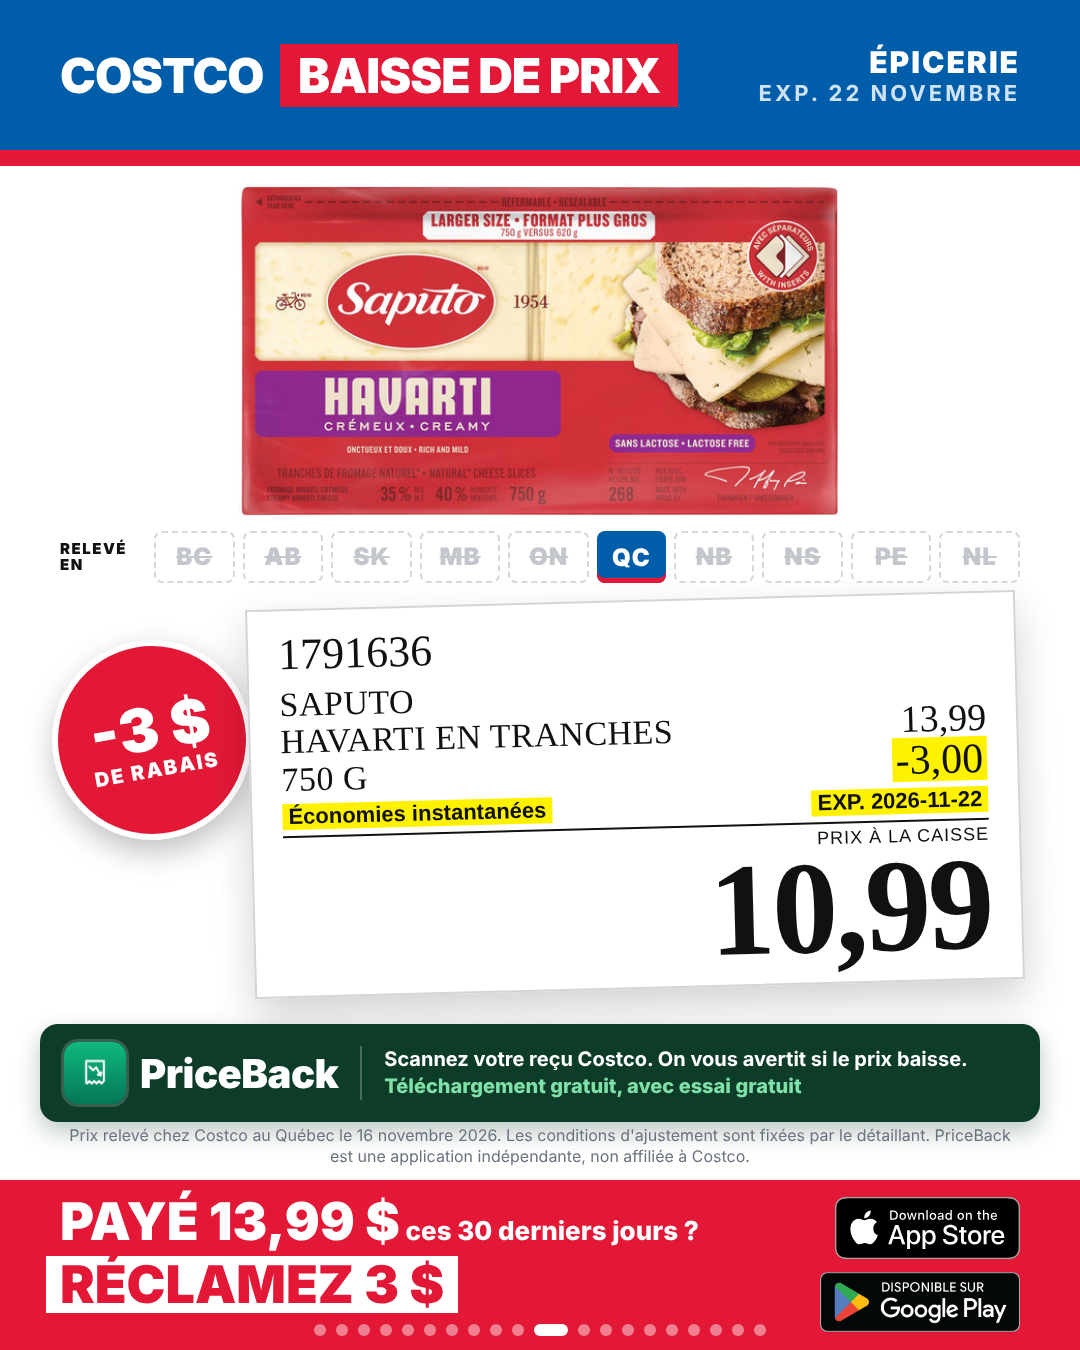 COSTCO BAISSE DE PRIX
ÉPICERIE
EXP. 22 NOVEMBRE
REFERMABLE • RESEALABLE
LARGER SIZE • FORMAT PLUS GROS
750 g VERSUS 620 g
AVEC SÉPARATEURS
WITH INSERTS
Saputo
1954
HAVARTI
CRÉMEUX • CREAMY
ONCTUEUX ET DOUX • RICH AND MILD
SANS LACTOSE • LACTOSE FREE
TRANCHES DE FROMAGE NATUREL* • NATURAL* CHEESE SLICES
35 % 40 % 750 g
268
RELEVÉ EN
BC AB SK MB ON QC NB NS PE NL
-3 $
DE RABAIS
1791636
SAPUTO
HAVARTI EN TRANCHES
750 G
13,99
-3,00
Économies instantanées
EXP. 2026-11-22
PRIX À LA CAISSE
10,99
PriceBack
Scannez votre reçu Costco. On vous avertit si le prix baisse.
Téléchargement gratuit, avec essai gratuit
Prix relevé chez Costco au Québec le 16 novembre 2026. Les conditions d'ajustement sont fixées par le détaillant. PriceBack
est une application indépendante, non affiliée à Costco.
PAYÉ 13,99 $ ces 30 derniers jours ?
RÉCLAMEZ 3 $
Download on the
App Store
DISPONIBLE SUR
Google Play